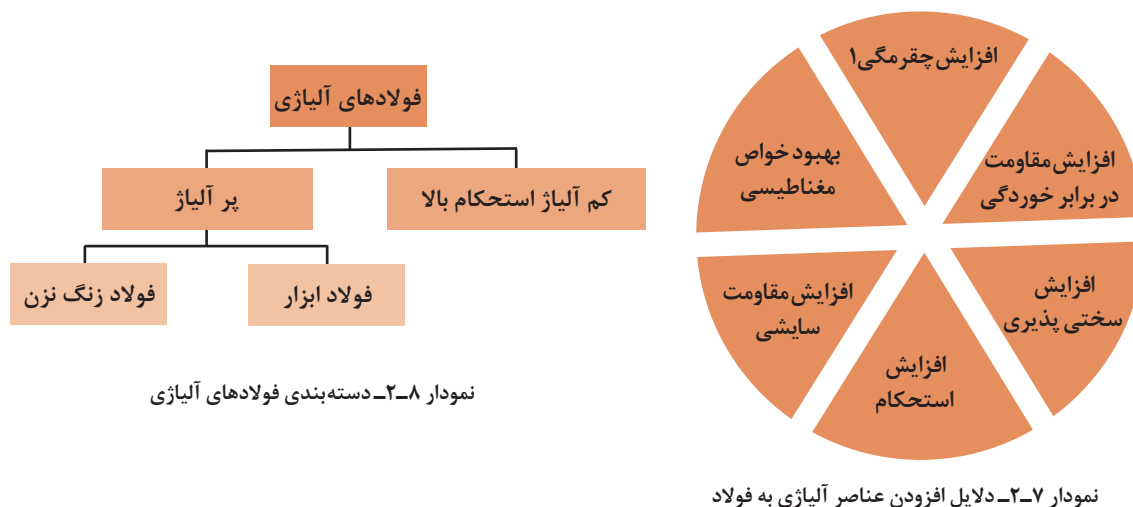 افزایش چقرمگی۱
افزایش مقاومت
در برابر خوردگی
افزایش
سختی پذیری
افزایش
استحکام
افزایش مقاومت
سایشی
بهبود خواص
مغناطیسی
نمودار ۷ـ۲ـ دلایل افزودن عناصر آلیاژی به فولاد
فولادهای آلیاژی
کم آلیاژ استحکام بالا
پر آلیاژ
فولاد ابزار
فولاد زنگ نزن
نمودار ۸ـ۲ـ دسته‌بندی فولادهای آلیاژی